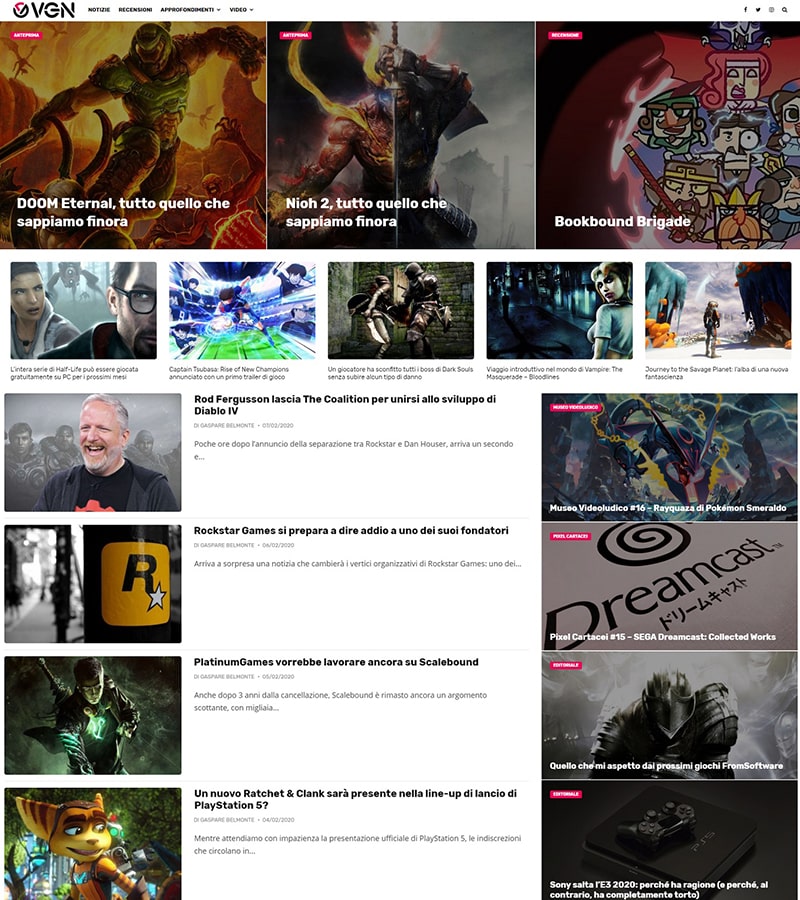 VGN
NOTIZIE
RECENSIONI
APPROFONDIMENTI
VIDEO
ANTEPRIMA
DOOM Eternal, tutto quello che
sappiamo finora
ANTEPRIMA
Nioh 2, tutto quello che
sappiamo finora
RECENSIONE
Bookbound Brigade
L'intera serie di Half-Life può essere giocata
gratuitamente su PC per i prossimi mesi
Captain Tsubasa: Rise of New Champions
annunciato con un primo trailer di gioco
Un giocatore ha sconfitto tutti i boss di Dark Souls
senza subire alcun tipo di danno
Viaggio introduttivo nel mondo di Vampire: The
Masquerade – Bloodlines
Journey to the Savage Planet: l'alba di una nuova
fantascienza
Rod Fergusson lascia The Coalition per unirsi allo sviluppo di
Diablo IV
DI GASPARE BELMONTE • 07/02/2020
Poche ore dopo l'annuncio della separazione tra Rockstar e Dan Houser, arriva un secondo
e...
Rockstar Games si prepara a dire addio a uno dei suoi fondatori
DI GASPARE BELMONTE • 06/02/2020
Arriva a sorpresa una notizia che cambierà i vertici organizzativi di Rockstar Games: uno dei...
R
PlatinumGames vorrebbe lavorare ancora su Scalebound
DI GASPARE BELMONTE • 05/02/2020
Anche dopo 3 anni dalla cancellazione, Scalebound è rimasto ancora un argomento
scottante, con migliaia...
Un nuovo Ratchet & Clank sarà presente nella line-up di lancio di
PlayStation 5?
DI GASPARE BELMONTE • 04/02/2020
Mentre attendiamo con impazienza la presentazione ufficiale di PlayStation 5, le indiscrezioni
che circolano in...
MUSEO VIDEOLUDICO
Museo Videoludico #16 – Rayquaza di Pokémon Smeraldo
PIXEL CARTACEI
Dreamcast
ドリームキャスト
Pixel Cartacei #15 – SEGA Dreamcast: Collected Works
EDITORIALE
Quello che mi aspetto dai prossimi giochi FromSoftware
EDITORIALE
PS5
Sony salta l'E3 2020: perché ha ragione (e perché, al
contrario, ha completamente torto)